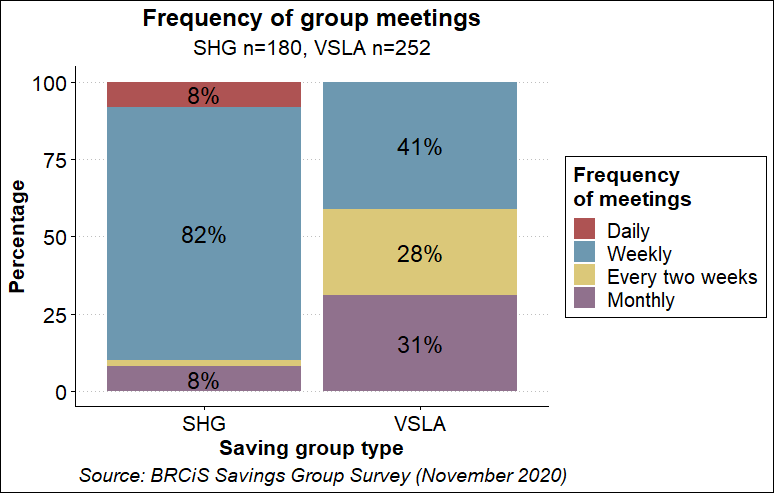 Frequency of group meetings
SHG n=180, VSLA n=252
Percentage
100
75
50
25
0
8%
82%
8%
41%
28%
31%
SHG
VSLA
Saving group type
Source: BRCiS Savings Group Survey (November 2020)
Frequency
of meetings
Daily
Weekly
Every two weeks
Monthly